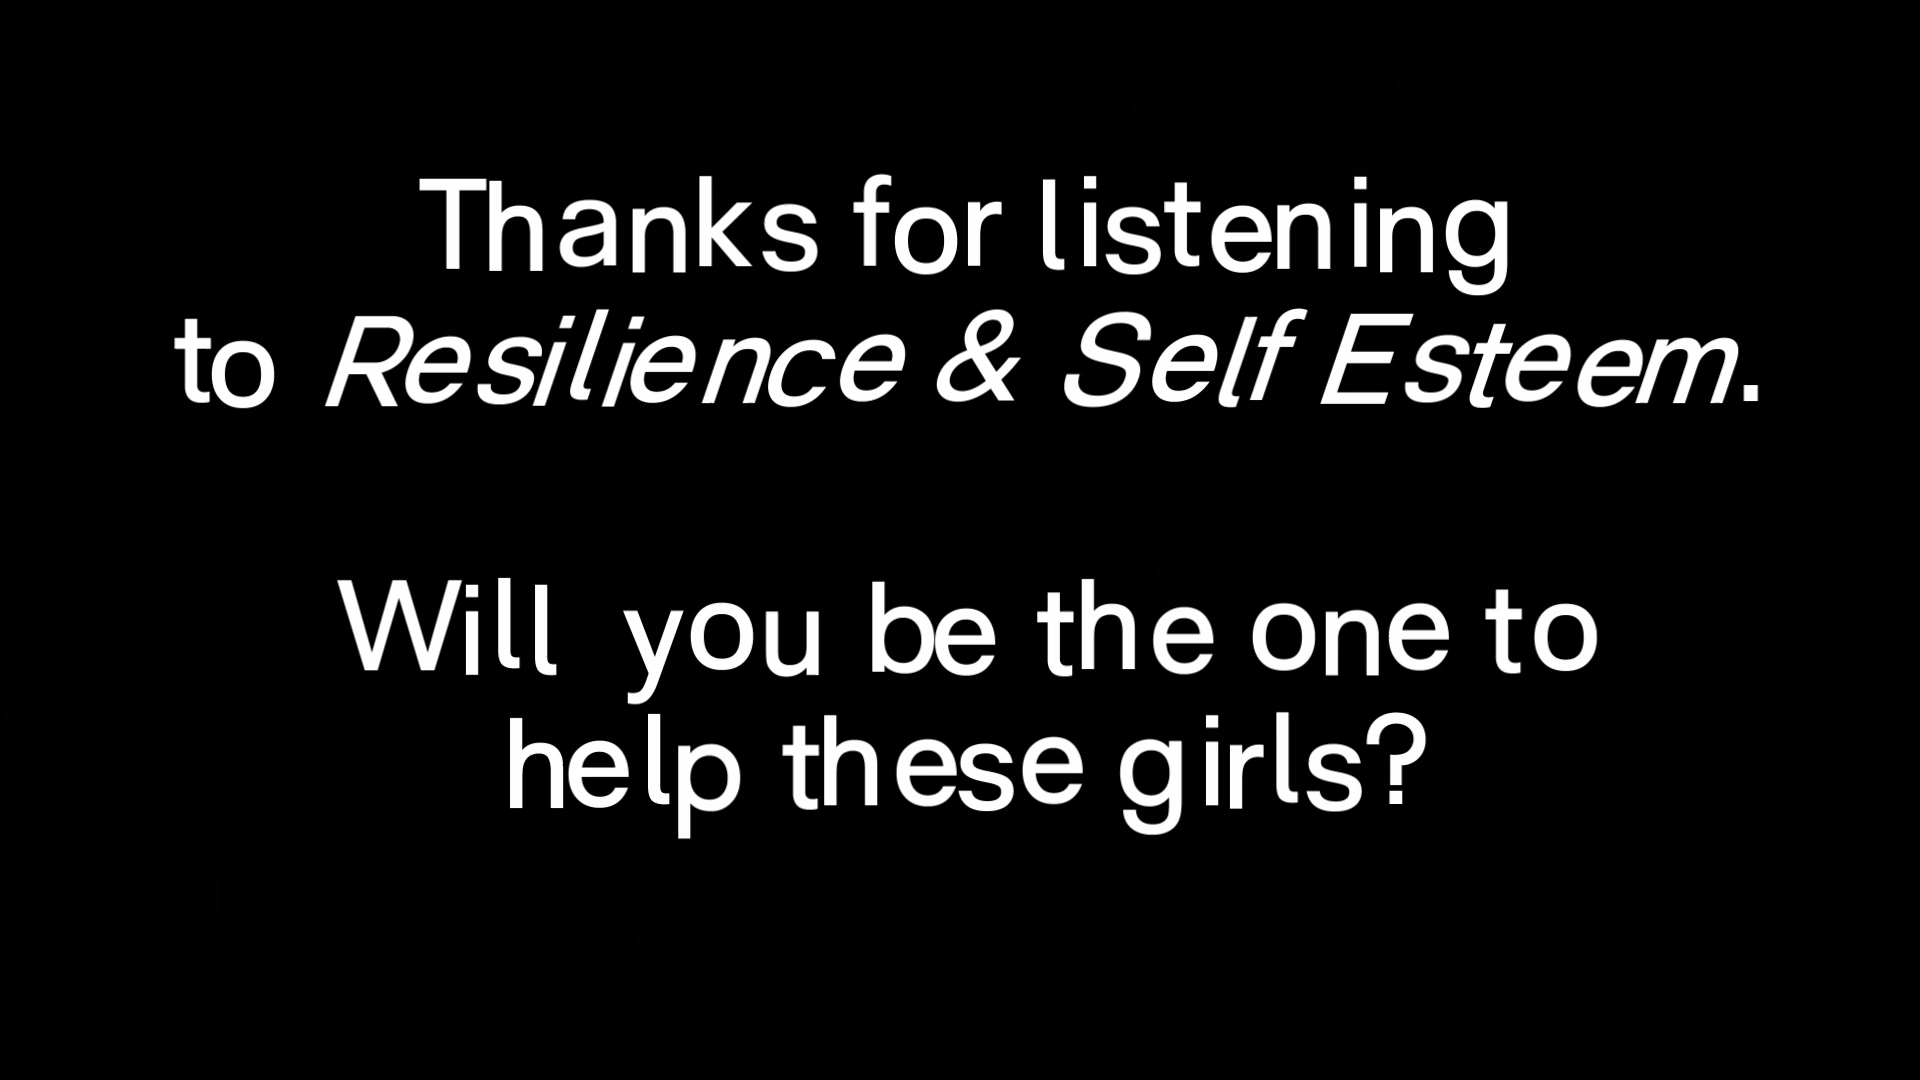 Thanks for listening
to Resilience & Self Esteem.
Will you be the one to
help these girls?